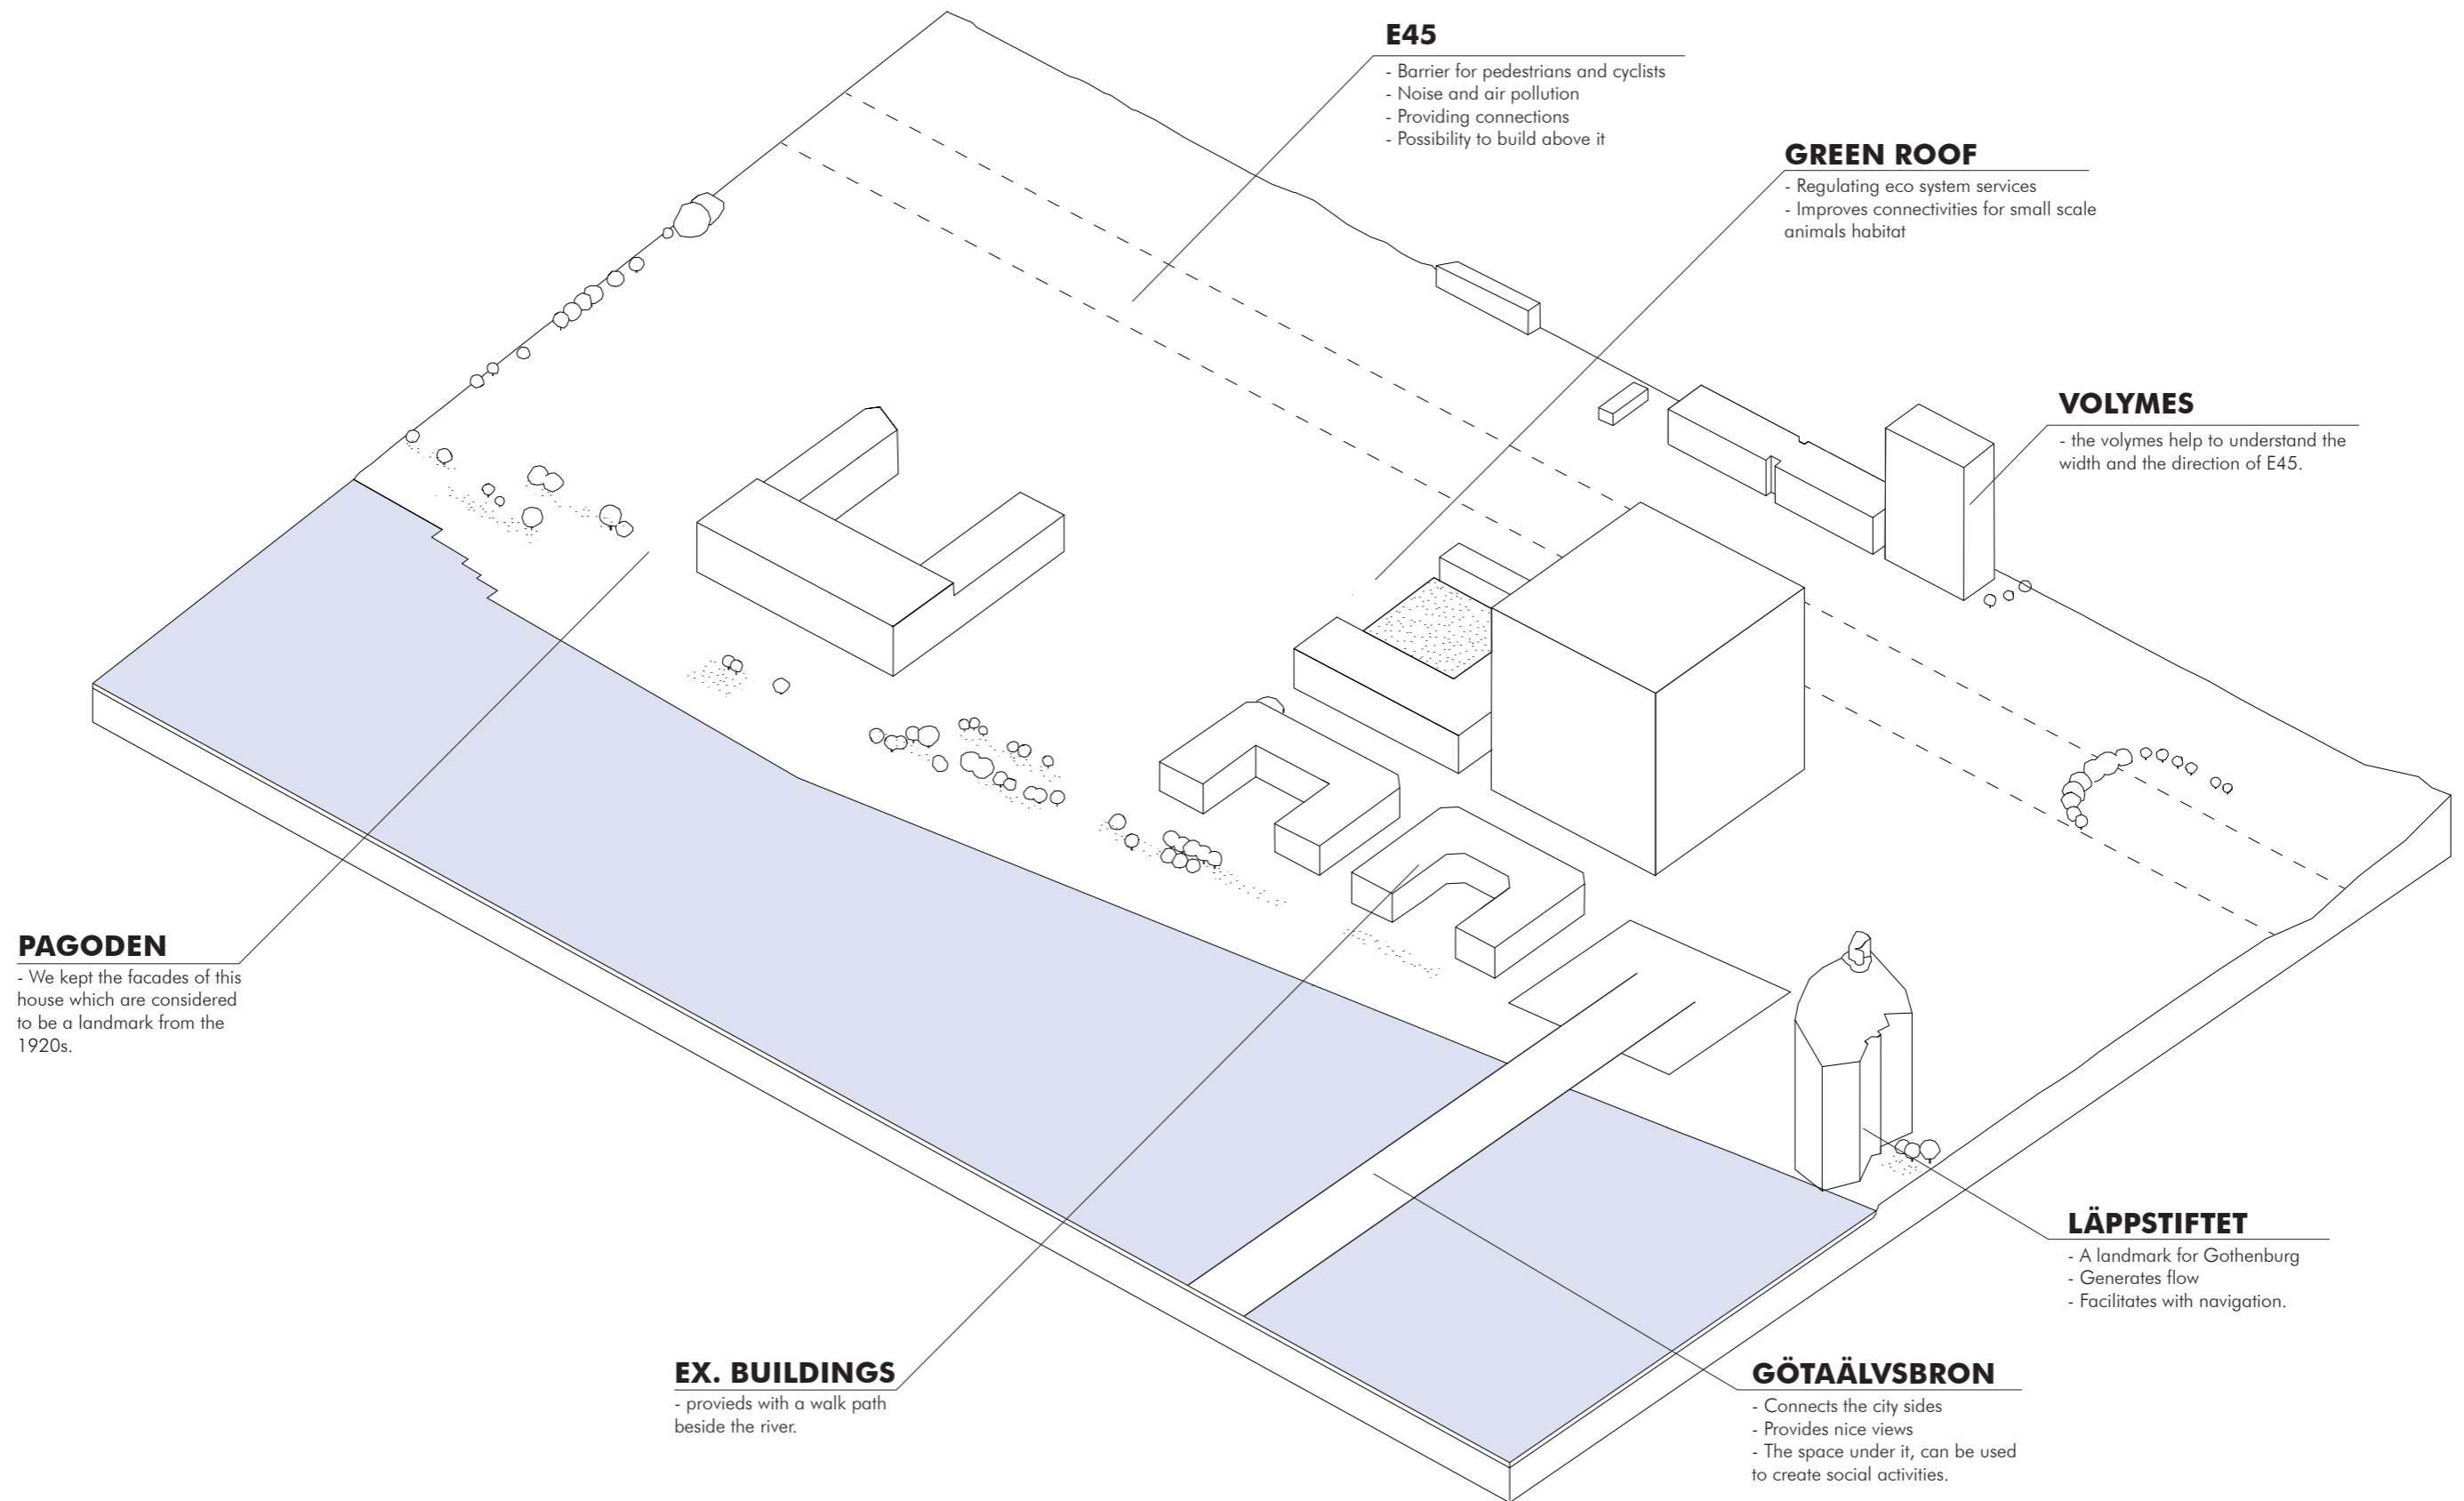 E45
- Barrier for pedestrians and cyclists
- Noise and air pollution
- Providing connections
- Possibility to build above it
GREEN ROOF
- Regulating eco system services
- Improves connectivities for small scale
animals habitat
VOLYMES
- the volymes help to understand the
width and the direction of E45.
PAGODEN
- We kept the facades of this
house which are considered
to be a landmark from the
1920s.
LÄPPSTIFTET
- A landmark for Gothenburg
- Generates flow
- Facilitates with navigation.
EX. BUILDINGS
- provieds with a walk path
beside the river.
GÖTAÄLVSBRON
- Connects the city sides
- Provides nice views
- The space under it, can be used
to create social activities.